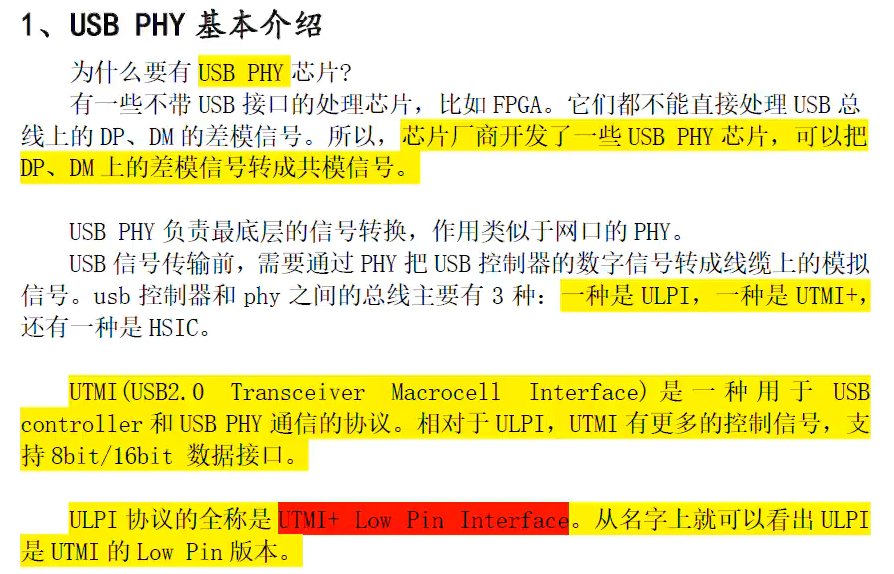 1、USB PHY 基本介绍
为什么要有 USB PHY 芯片？
有一些不带 USB 接口的处理芯片，比如 FPGA。它们都不能直接处理 USB 总
线上的 DP、DM 的差模信号。所以，芯片厂商开发了一些 USB PHY 芯片，可以把
DP、DM 上的差模信号转成共模信号。
USB PHY 负责最底层的信号转换，作用类似于网口的 PHY。
USB 信号传输前，需要通过 PHY 把 USB 控制器的数字信号转成线缆上的模拟
信号。usb 控制器和 phy 之间的总线主要有 3 种：一种是 ULPI，一种是 UTMI+，
还有一种是 HSIC。
UTMI(USB2.0 Transceiver Macrocell Interface) 是一种用于 USB
controller 和 USB PHY 通信的协议。相对于 ULPI，UTMI 有更多的控制信号，支
持 8bit/16bit 数据接口。
ULPI 协议的全称是 UTMI+ Low Pin Interface。从名字上就可以看出 ULPI
是 UTMI 的 Low Pin 版本。